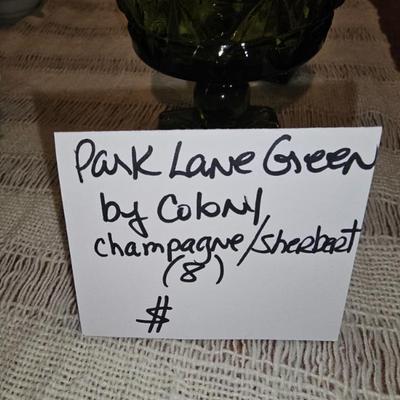 Park Lane Green
by Colony
champagne/Sherbert
(8)
$